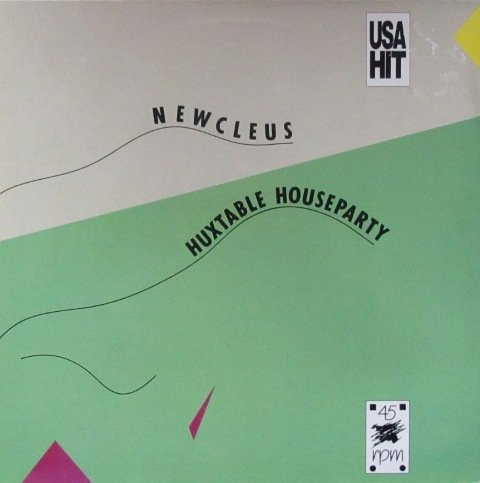 USA
HiT
NEWCLEUS
HUXTABLE HOUSEPARTY
45
rpm